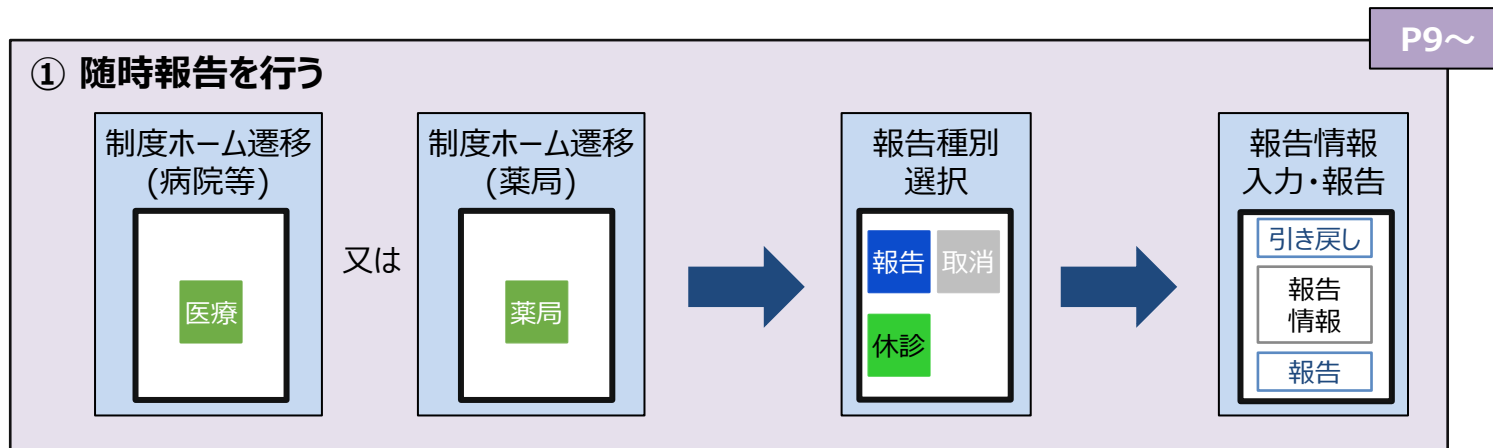 P9～
① 随時報告を行う
制度ホーム遷移
(病院等)
医療
又は
制度ホーム遷移
(薬局)
薬局
報告種別
選択
報告
取消
休診
報告情報
入力・報告
引き戻し
報告
情報
報告